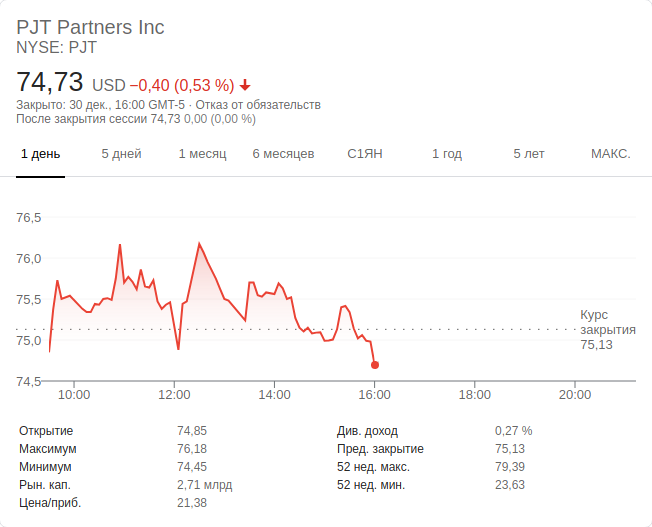 PJT Partners Inc
NYSE: PJT
74,73 USD −0,40 (0,53 %)
Закрыто: 30 дек., 16:00 GMT-5 · Отказ от обязательств
После закрытия сессии 74,73 0,00 (0,00 %)
1 день 5 дней 1 месяц 6 месяцев С1ЯН 1 год 5 лет МАКС.
76,5
76,0
75,5
75,0
74,5
Курс
закрытия
75,13
10:00 12:00 14:00 16:00 18:00 20:00
Открытие 74,85 Див. доход 0,27 %
Максимум 76,18 Пред. закрытие 75,13
Минимум 74,45 52 нед. макс. 79,39
Рын. кап. 2,71 млрд 52 нед. мин. 23,63
Цена/приб. 21,38